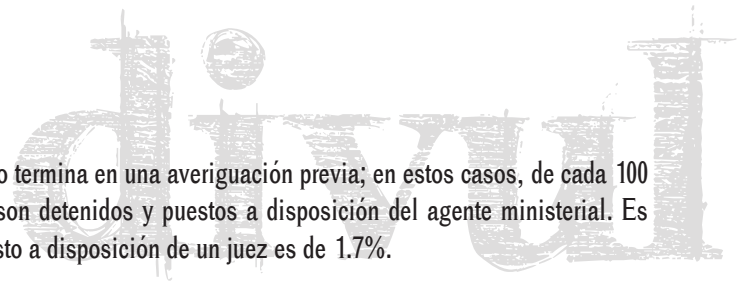 divul
o termina en una averiguación previa; en estos casos, de cada 100
son detenidos y puestos a disposición del agente ministerial. Es
sto a disposición de un juez es de 1.7%.